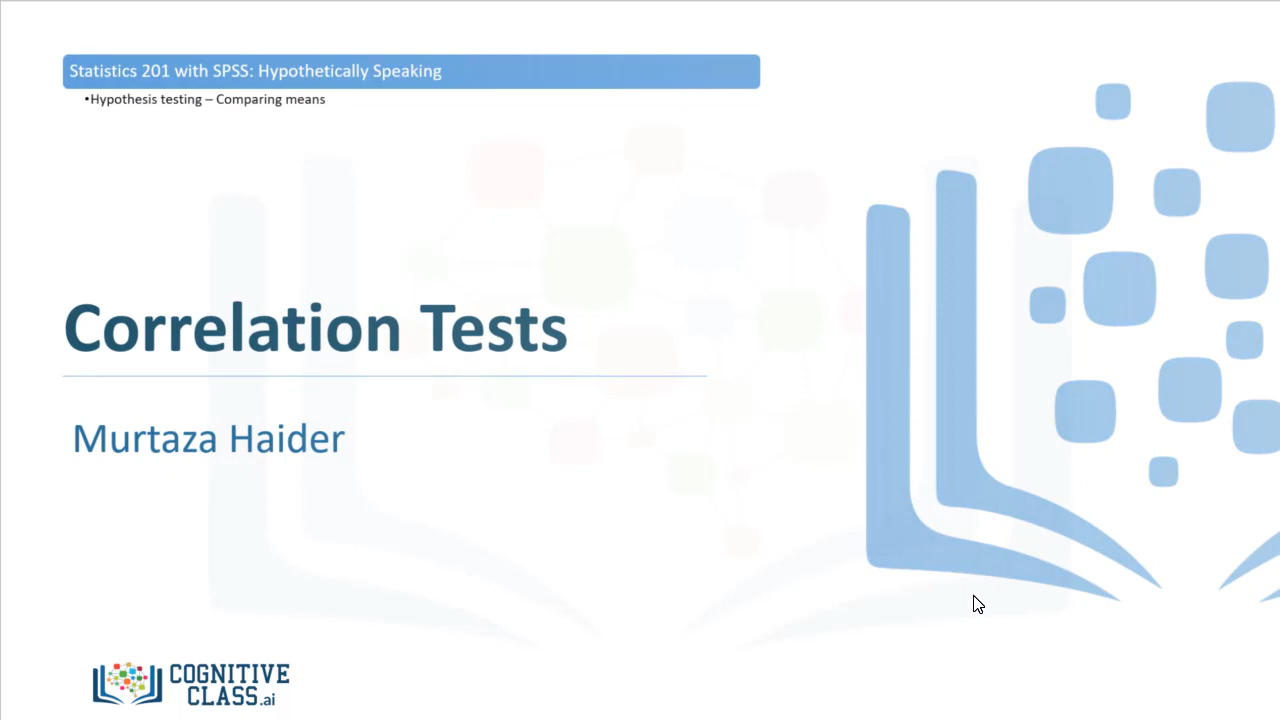 Statistics 201 with SPSS: Hypothetically Speaking
•Hypothesis testing – Comparing means
Correlation Tests
Murtaza Haider
COGNITIVE
CLASS.ai